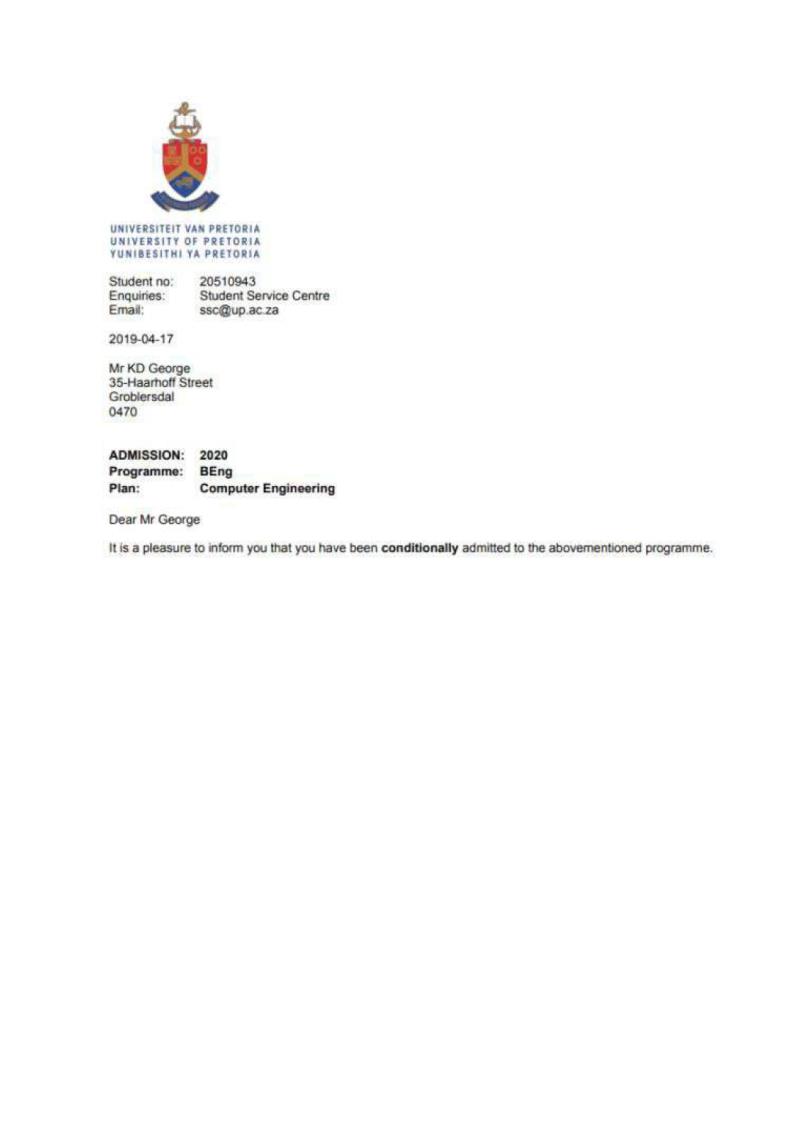 UNIVERSITEIT VAN PRETORIA
UNIVERSITY OF PRETORIA
YUNIBESITHI YA PRETORIA
Student no: 20510943
Enquiries: Student Service Centre
Email: ssc@up.ac.za
2019-04-17
Mr KD George
35-Haarhoff Street
Groblersdal
0470
ADMISSION: 2020
Programme: BEng
Plan: Computer Engineering
Dear Mr George
It is a pleasure to inform you that you have been conditionally admitted to the abovementioned programme.